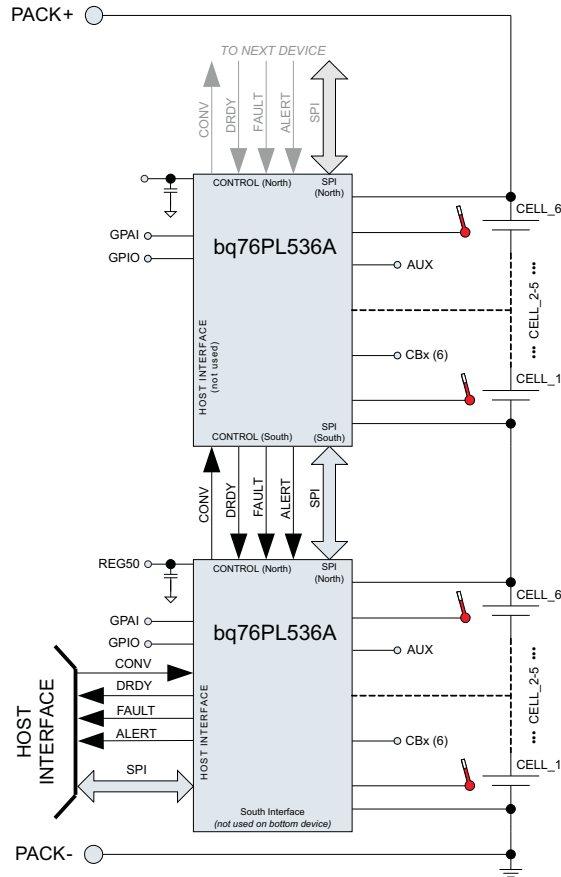 PACK+
TO NEXT DEVICE
CONV
DRDY
FAULT
ALERT
SPI
CONTROL (North)
SPI
(North)
CELL_6
GPAI
GPIO
bq76PL536A
AUX
HOST INTERFACE
(not used)
... CELL_2-5 ...
CBx (6)
CELL_1
CONTROL (South)
SPI
(South)
CONV
DRDY
FAULT
ALERT
SPI
REG50
CONTROL (North)
SPI
(North)
CELL_6
GPAI
GPIO
bq76PL536A
AUX
HOST
INTERFACE
CONV
DRDY
FAULT
ALERT
SPI
HOST INTERFACE
... CELL_2-5 ...
CBx (6)
CELL_1
South Interface
(not used on bottom device)
PACK-